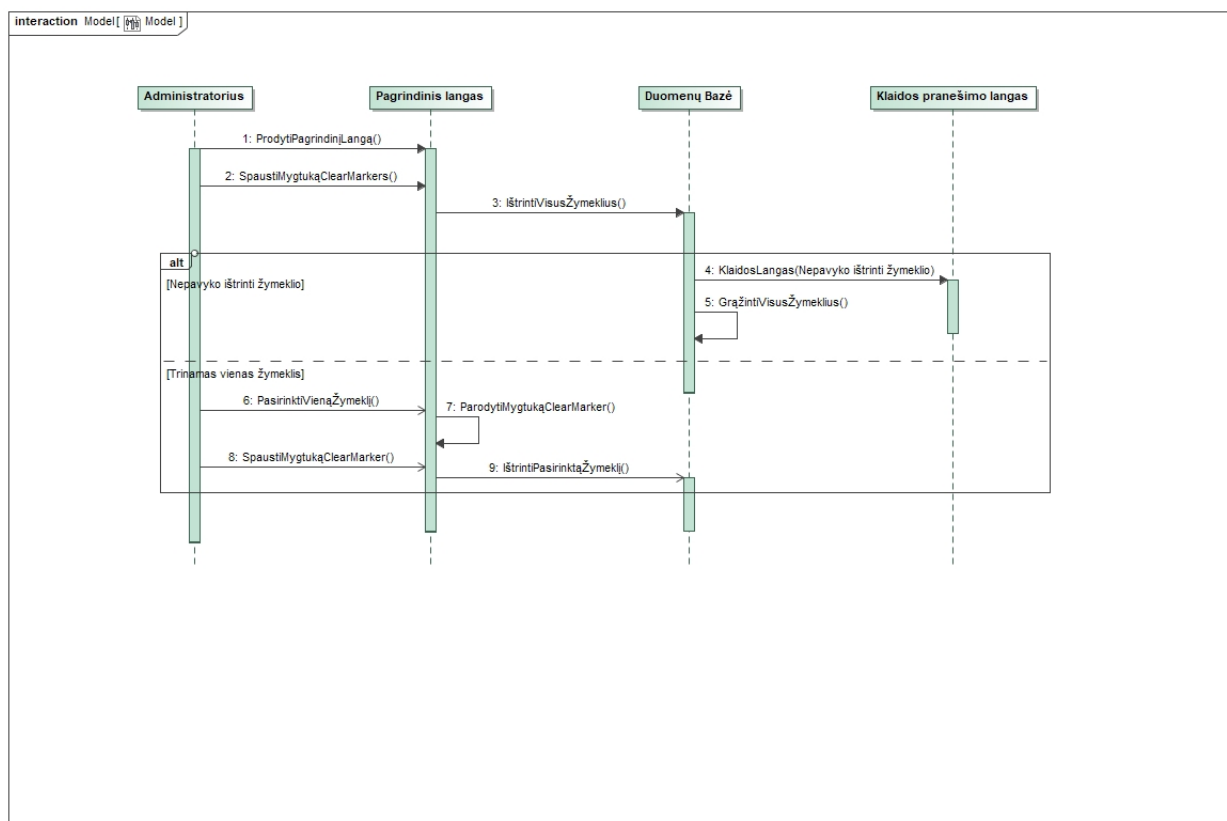 interaction Model[ Model ]
Administratorius
Pagrindinis langas
Duomenų Bazė
Klaidos pranešimo langas
1: ProdytiPagrindinįLangą()
2: SpaustiMygtukąClearMarkers()
3: IštrintiVisusŽymeklius()
alt
[Nepavyko ištrinti žymeklio]
4: KlaidosLangas(Nepavyko ištrinti žymeklio)
5: GrąžintiVisusŽymeklius()
[Trinamas vienas žymeklis]
6: PasirinktiVienąŽymeklį()
7: ParodytiMygtukąClearMarker()
8: SpaustiMygtukąClearMarker()
9: IštrintiPasirinktąŽymeklį()